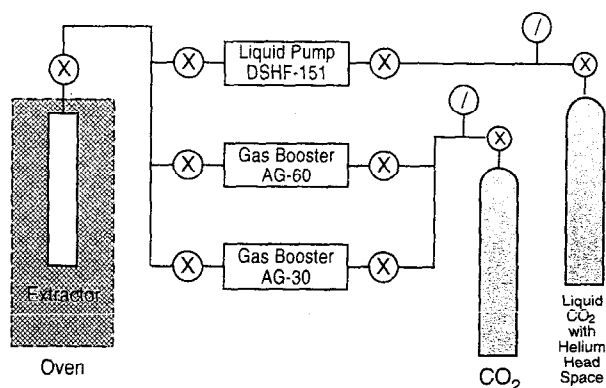 Liquid Pump
DSHF-151
Gas Booster
AG-60
Gas Booster
AG-30
Extractor
Oven
CO₂
Liquid
CO₂
with
Helium
Head
Space
X
X
X
X
X
X
X
X
X
/
/